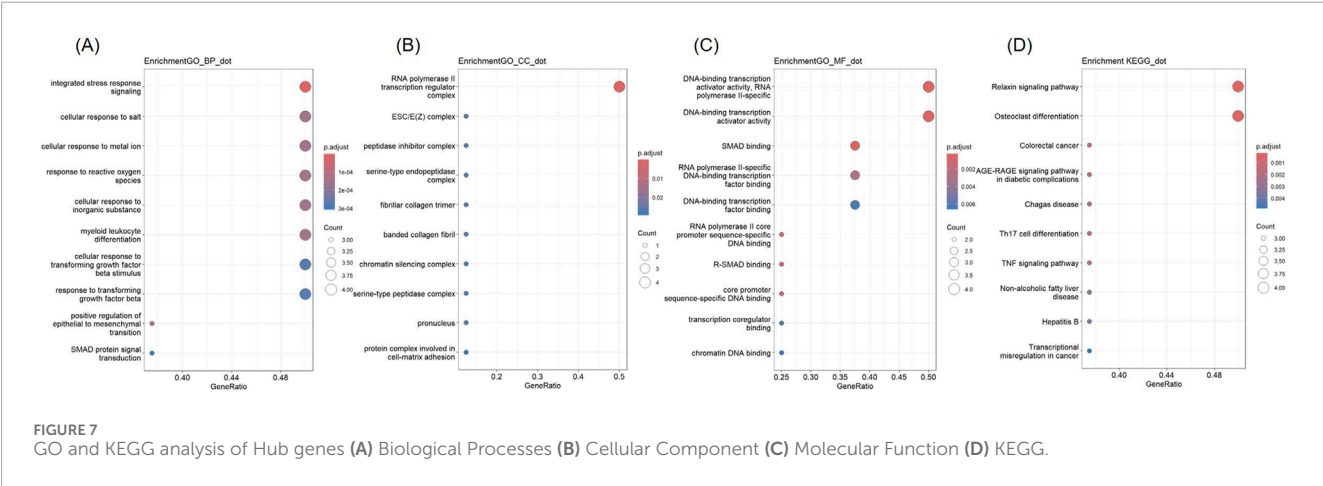 (A)
EnrichmentGO_BP_dot
integrated stress response
signaling
cellular response to salt
cellular response to metal ion
response to reactive oxygen
species
cellular response to
inorganic substance
myeloid leukocyte
differentiation
cellular response to
transforming growth factor
beta stimulus
response to transforming
growth factor beta
positive regulation of
epithelial to mesenchymal
transition
SMAD protein signal
transduction
0.40
0.44
0.48
GeneRatio
p.adjust
1e-04
2e-04
3e-04
Count
3.00
3.25
3.50
3.75
4.00
(B)
EnrichmentGO_CC_dot
RNA polymerase II
transcription regulator
complex
ESC/E(Z) complex
peptidase inhibitor complex
serine-type endopeptidase
complex
fibrillar collagen trimer
banded collagen fibril
chromatin silencing complex
serine-type peptidase complex
pronucleus
protein complex involved in
cell-matrix adhesion
0.2
0.3
0.4
0.5
GeneRatio
p.adjust
0.01
0.02
Count
1
2
3
4
(C)
EnrichmentGO_MF_dot
DNA-binding transcription
activator activity, RNA
polymerase II-specific
DNA-binding transcription
activator activity
SMAD binding
RNA polymerase II-specific
DNA-binding transcription
factor binding
DNA-binding transcription
factor binding
RNA polymerase II core
promoter sequence-specific
DNA binding
R-SMAD binding
core promoter
sequence-specific DNA binding
transcription coregulator
binding
chromatin DNA binding
0.25
0.30
0.35
0.40
0.45
0.50
GeneRatio
p.adjust
0.002
0.004
0.006
Count
2.0
2.5
3.0
3.5
4.0
(D)
Enrichment KEGG_dot
Relaxin signaling pathway
Osteoclast differentiation
Colorectal cancer
AGE-RAGE signaling pathway
in diabetic complications
Chagas disease
Th17 cell differentiation
TNF signaling pathway
Non-alcoholic fatty liver
disease
Hepatitis B
Transcriptional
misregulation in cancer
0.40
0.44
0.48
GeneRatio
p.adjust
0.001
0.002
0.003
0.004
Count
3.00
3.25
3.50
3.75
4.00
FIGURE 7
GO and KEGG analysis of Hub genes (A) Biological Processes (B) Cellular Component (C) Molecular Function (D) KEGG.